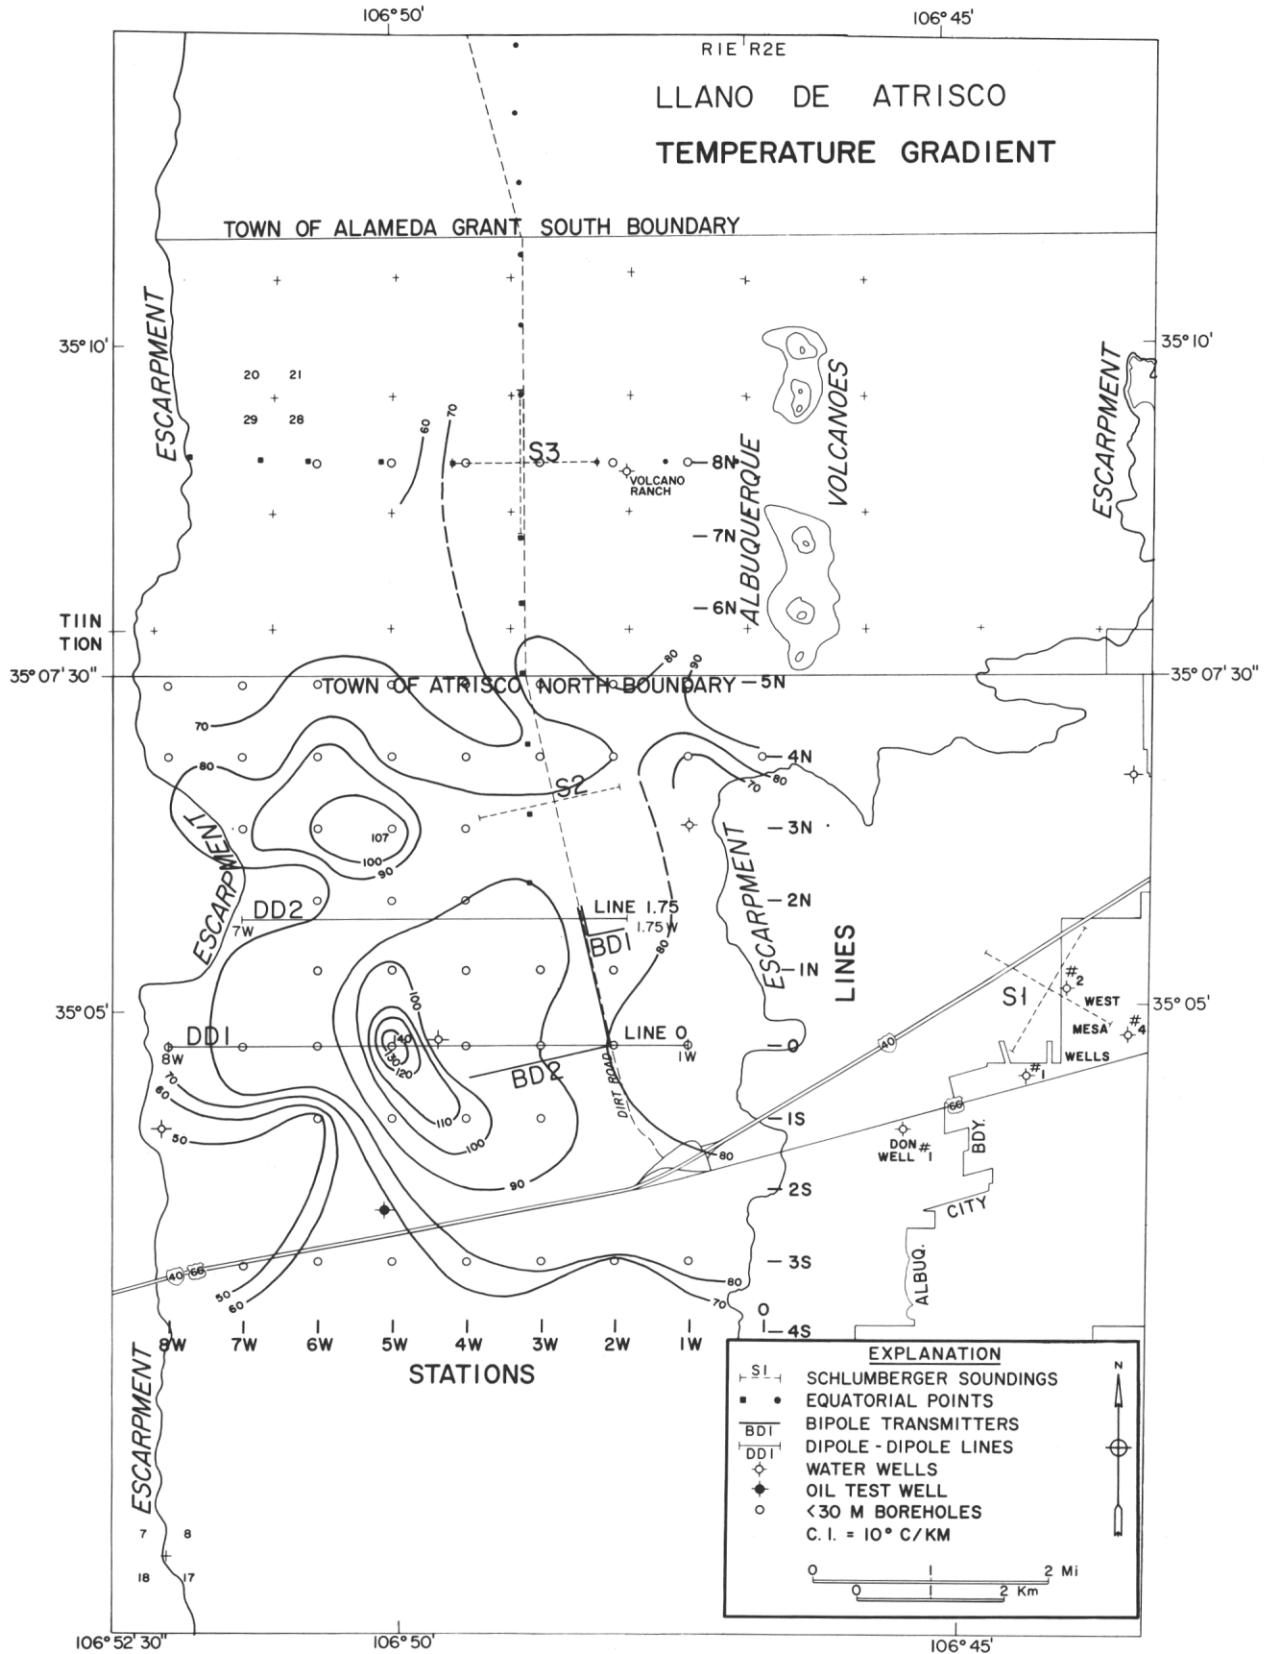 106°50'
106°45'
R1E R2E
LLANO DE ATRISCO
TEMPERATURE GRADIENT
TOWN OF ALAMEDA GRANT SOUTH BOUNDARY
ESCARPMENT
35°10'
35°10'
20 21
29 28
60
70
S3
8N
VOLCANO
RANCH
ALBUQUERQUE
VOLCANOES
ESCARPMENT
7N
6N
T11N
T10N
80
90
35°07'30"
35°07'30"
TOWN OF ATRISCO NORTH BOUNDARY
5N
70
80
4N
80
70
S2
107
100
90
3N
ESCARPMENT
ESCARPMENT
DD2
7W
LINE 1.75
1.75W
2N
BD1
80
1N
LINES
100
S1
#2
WEST
MESA
#4
WELLS
35°05'
35°05'
DD1
8W
140
130
120
LINE 0
1W
0
40
BD2
DIRT ROAD
#1
70
60
50
110
100
1S
66
DON
WELL #1
BDY.
80
90
2S
CITY
ALBUQ.
40 66
50
60
80
70
3S
0
4S
8W 7W 6W 5W 4W 3W 2W 1W
STATIONS
ESCARPMENT
EXPLANATION
S1 SCHLUMBERGER SOUNDINGS
EQUATORIAL POINTS
BD1 BIPOLE TRANSMITTERS
DD1 DIPOLE - DIPOLE LINES
WATER WELLS
OIL TEST WELL
<30 M BOREHOLES
C. I. = 10° C/KM
N
0 1 2 Mi
0 1 2 Km
7 8
18 17
106°52'30"
106°50'
106°45'